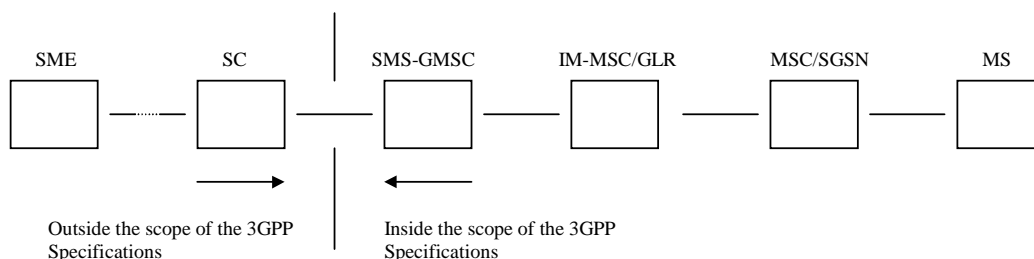 SME SC SMS-GMSC IM-MSC/GLR MSC/SGSN MS
Outside the scope of the 3GPP
Specifications
Inside the scope of the 3GPP
Specifications